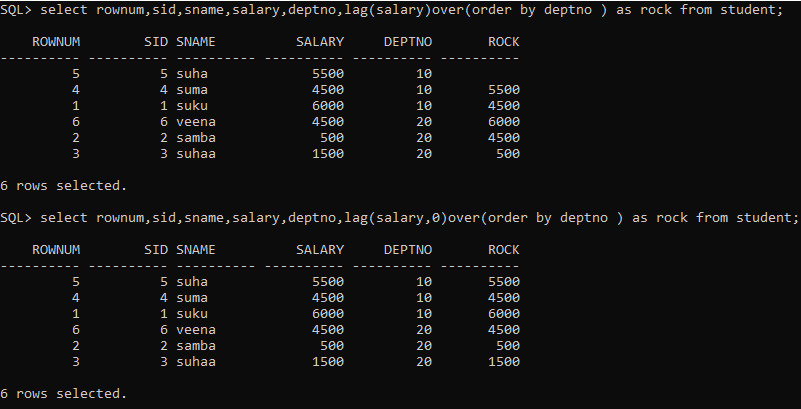 SQL> select rownum,sid,sname,salary,deptno,lag(salary)over(order by deptno ) as rock from student;
ROWNUM SID SNAME SALARY DEPTNO ROCK
---------- ---------- ---------- ---------- ---------- ----------
5 5 suha 5500 10
4 4 suma 4500 10 5500
1 1 suku 6000 10 4500
6 6 veena 4500 20 6000
2 2 samba 500 20 4500
3 3 suhaa 1500 20 500
6 rows selected.
SQL> select rownum,sid,sname,salary,deptno,lag(salary,0)over(order by deptno ) as rock from student;
ROWNUM SID SNAME SALARY DEPTNO ROCK
---------- ---------- ---------- ---------- ---------- ----------
5 5 suha 5500 10 5500
4 4 suma 4500 10 4500
1 1 suku 6000 10 6000
6 6 veena 4500 20 4500
2 2 samba 500 20 500
3 3 suhaa 1500 20 1500
6 rows selected.